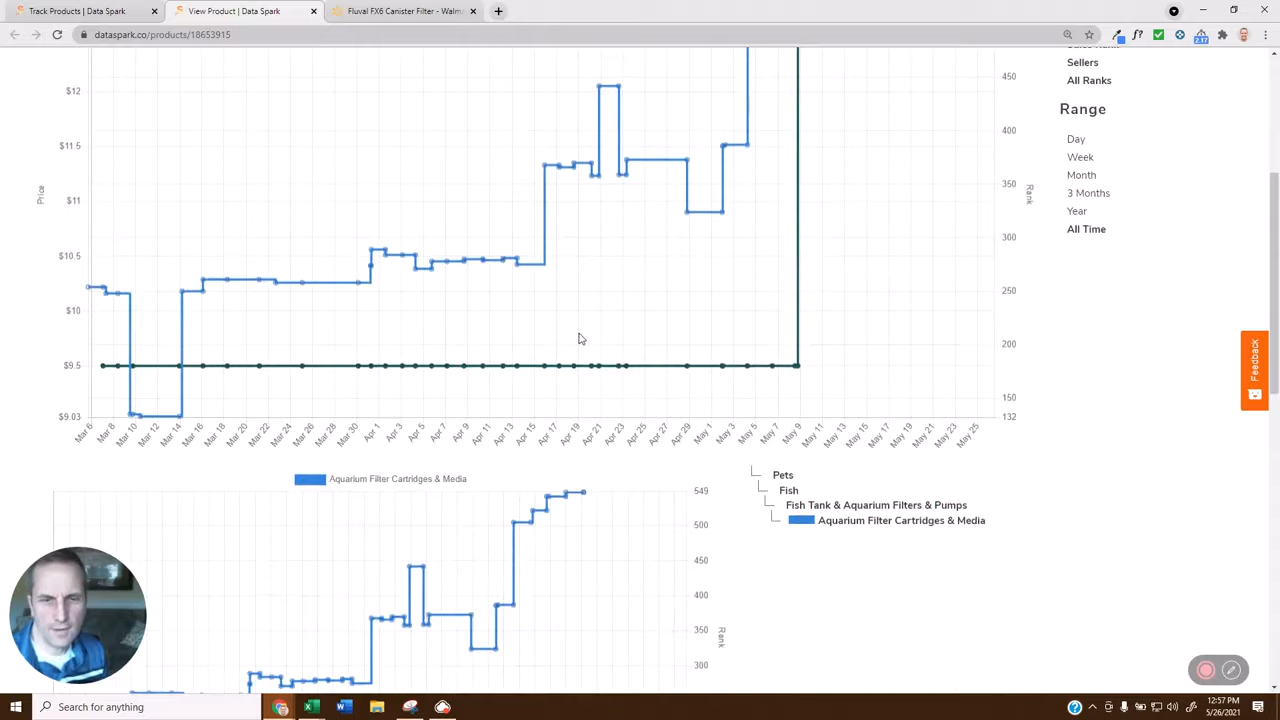 Track Products | Data Spark
View Product | Data Spark
Fluval FX6 Canister Filter - Walma
dataspark.co/products/18653915
2.17
Sellers
All Ranks
Range
Day
Week
Month
3 Months
Year
All Time
$12
$11.5
$11
$10.5
$10
$9.5
$9.03
Price
450
400
350
300
250
200
150
132
Rank
Mar 6
Mar 8
Mar 10
Mar 12
Mar 14
Mar 16
Mar 18
Mar 20
Mar 22
Mar 24
Mar 26
Mar 28
Mar 30
Apr 1
Apr 3
Apr 5
Apr 7
Apr 9
Apr 11
Apr 13
Apr 15
Apr 17
Apr 19
Apr 21
Apr 23
Apr 25
Apr 27
Apr 29
May 1
May 3
May 5
May 7
May 9
May 11
May 13
May 15
May 17
May 19
May 21
May 23
May 25
Feedback
Aquarium Filter Cartridges & Media
549
500
450
400
350
300
Rank
Pets
Fish
Fish Tank & Aquarium Filters & Pumps
Aquarium Filter Cartridges & Media
Search for anything
12:57 PM
5/26/2021